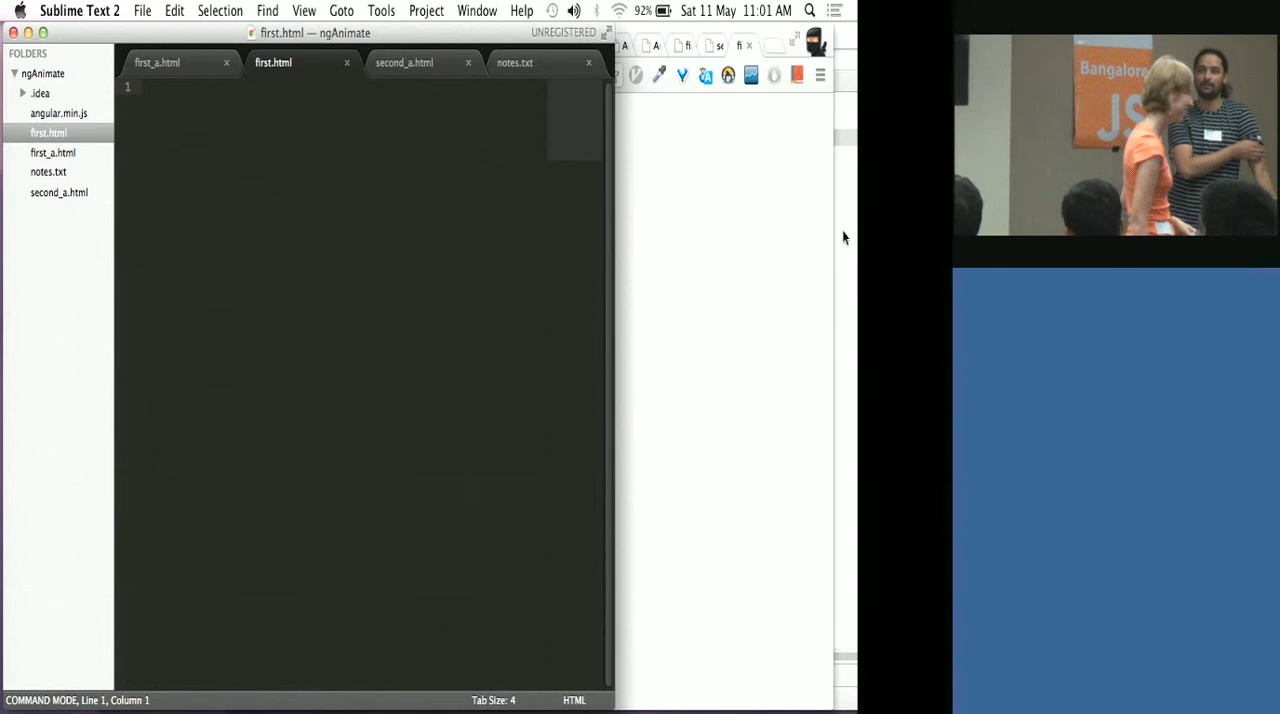 Sublime Text 2 File Edit Selection Find View Goto Tools Project Window Help 92% Sat 11 May 11:01 AM
first.html — ngAnimate UNREGISTERED
FOLDERS
ngAnimate
.idea
angular.min.js
first.html
first_a.html
notes.txt
second_a.html
first_a.html first.html second_a.html notes.txt
1
A A fi se fi
COMMAND MODE, Line 1, Column 1 Tab Size: 4 HTML
Bangalore
JS